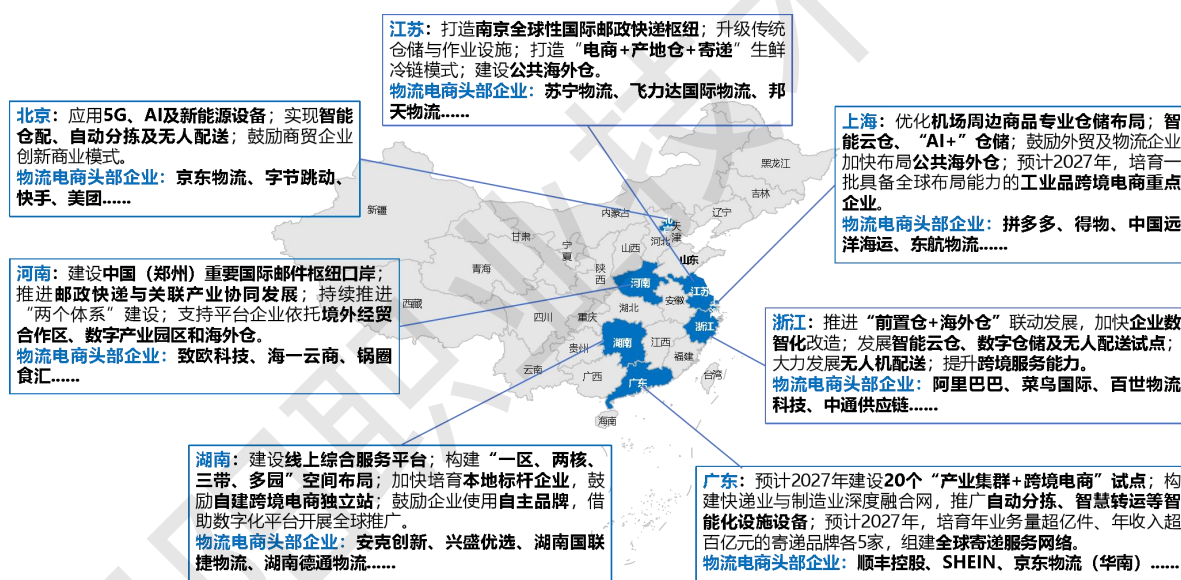 江苏：打造南京全球性国际邮政快递枢纽；升级传统
仓储与作业设施；打造“电商+产地仓+寄递”生鲜
冷链模式；建设公共海外仓。
物流电商头部企业：苏宁物流、飞力达国际物流、邦
天物流......
北京：应用5G、AI及新能源设备；实现智能
仓配、自动分拣及无人配送；鼓励商贸企业
创新商业模式。
物流电商头部企业：京东物流、字节跳动、
快手、美团......
上海：优化机场周边商品专业仓储布局；智
能云仓、“AI+”仓储；鼓励外贸及物流企业
加快布局公共海外仓；预计2027年，培育一
批具备全球布局能力的工业品跨境电商重点
企业。
物流电商头部企业：拼多多、得物、中国远
洋海运、东航物流......
河南：建设中国（郑州）重要国际邮件枢纽口岸；
推进邮政快递与关联产业协同发展；持续推进
“两个体系”建设；支持平台企业依托境外经贸
合作区、数字产业园区和海外仓。
物流电商头部企业：致欧科技、海一云商、锅圈
食汇......
浙江：推进“前置仓+海外仓”联动发展，加快企业数
智化改造；发展智能云仓、数字仓储及无人配送试点；
大力发展无人机配送；提升跨境服务能力。
物流电商头部企业：阿里巴巴、菜鸟国际、百世物流
科技、中通供应链......
湖南：建设线上综合服务平台；构建“一区、两核、
三带、多园”空间布局；加快培育本地标杆企业，鼓
励自建跨境电商独立站；鼓励企业使用自主品牌，借
助数字化平台开展全球推广。
物流电商头部企业：安克创新、兴盛优选、湖南国联
捷物流、湖南德通物流......
广东：预计2027年建设20个“产业集群+跨境电商”试点；构
建快递业与制造业深度融合网，推广自动分拣、智慧转运等智
能化设施设备；预计2027年，培育年业务量超亿件、年收入超
百亿元的寄递品牌各5家，组建全球寄递服务网络。
物流电商头部企业：顺丰控股、SHEIN、京东物流（华南）......
黑龙江
吉林
辽宁
内蒙古
新疆
甘肃
宁夏
山西
河北
天津
山东
青海
陕西
河南
江苏
西藏
四川
重庆
湖北
安徽
浙江
贵州
湖南
江西
福建
云南
广西
广东
台湾
海南